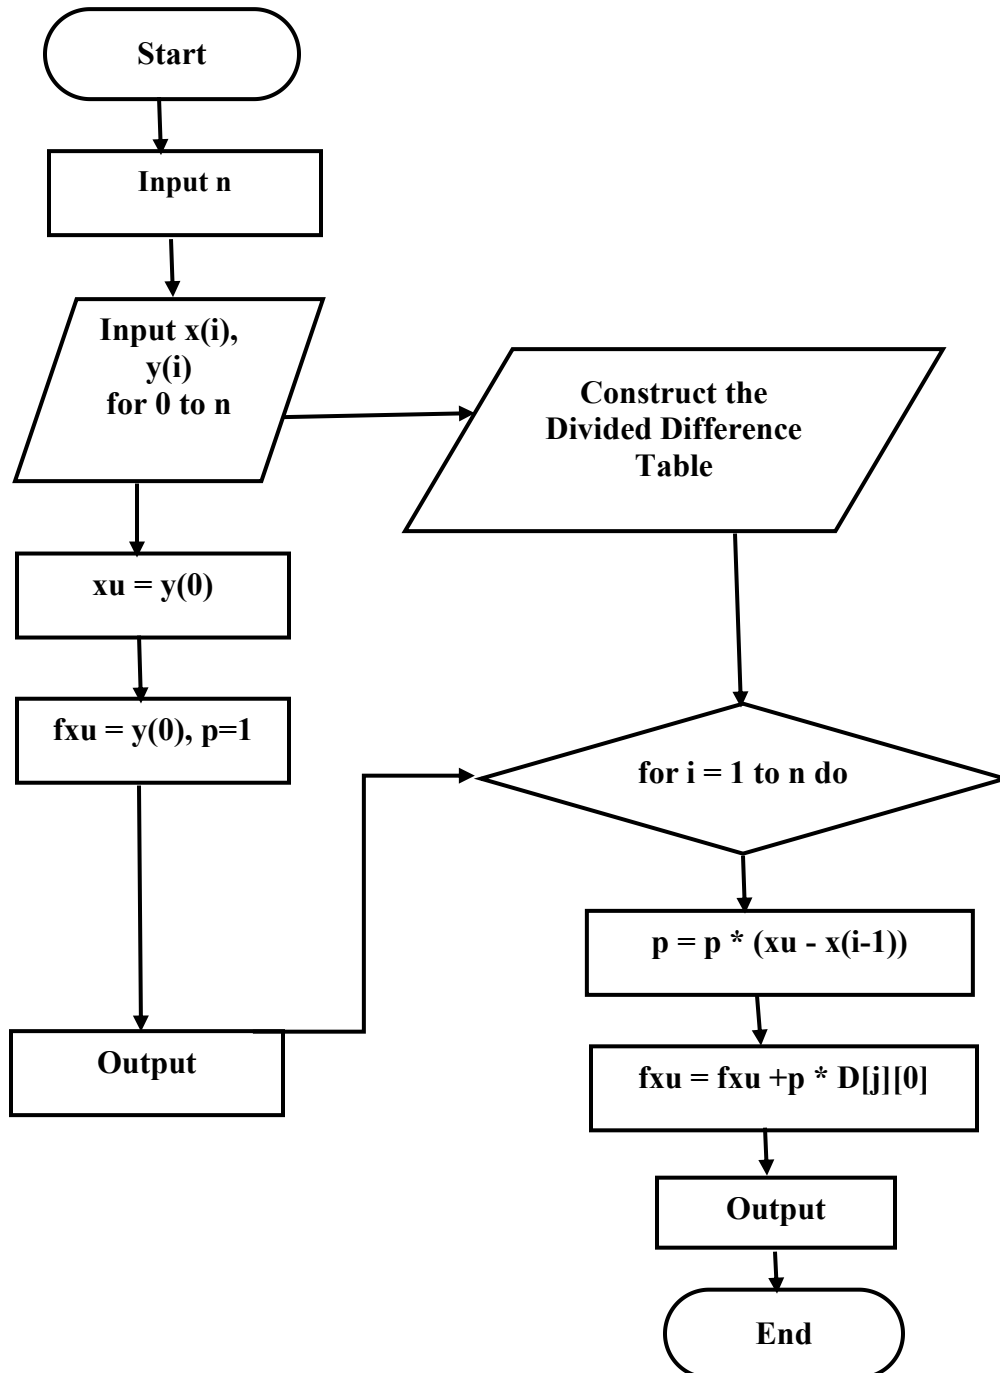 Start
Input n
Input x(i),
y(i)
for 0 to n
Construct the
Divided Difference
Table
xu = y(0)
fxu = y(0), p=1
for i = 1 to n do
p = p * (xu - x(i-1))
Output
fxu = fxu +p * D[j][0]
Output
End